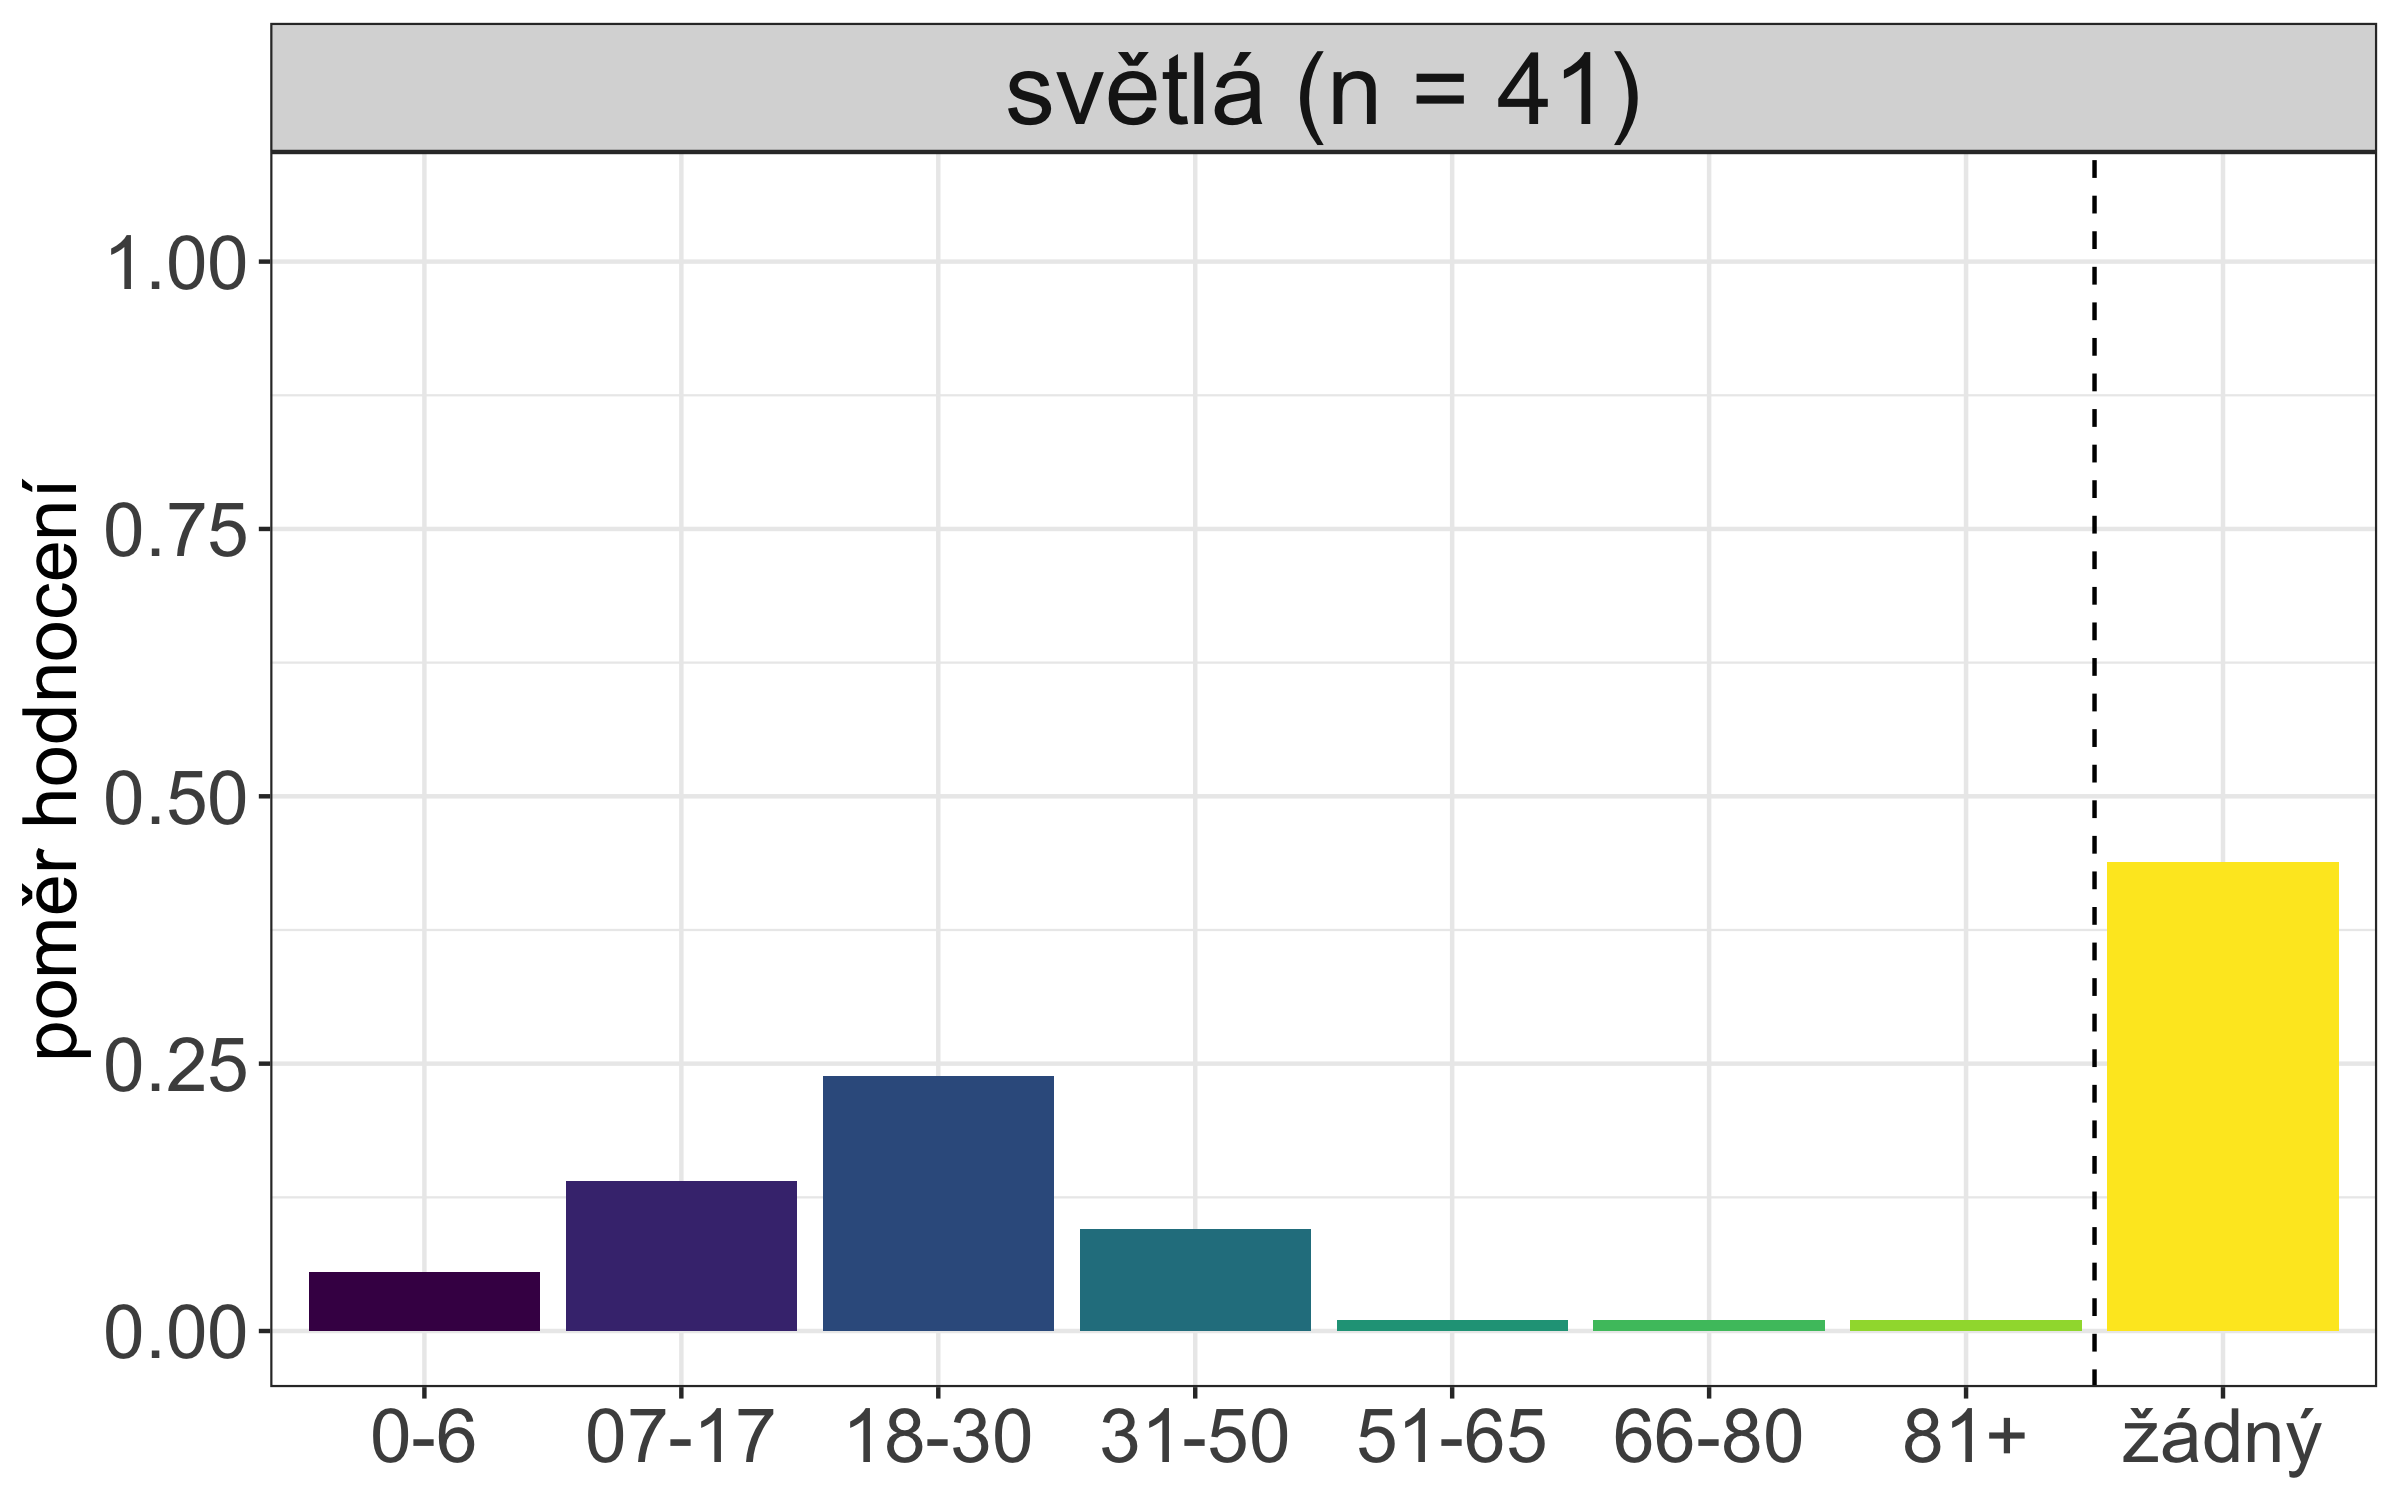 světlá (n = 41)
poměr hodnocení
1.00
0.75
0.50
0.25
0.00
0-6 07-17 18-30 31-50 51-65 66-80 81+ žádný